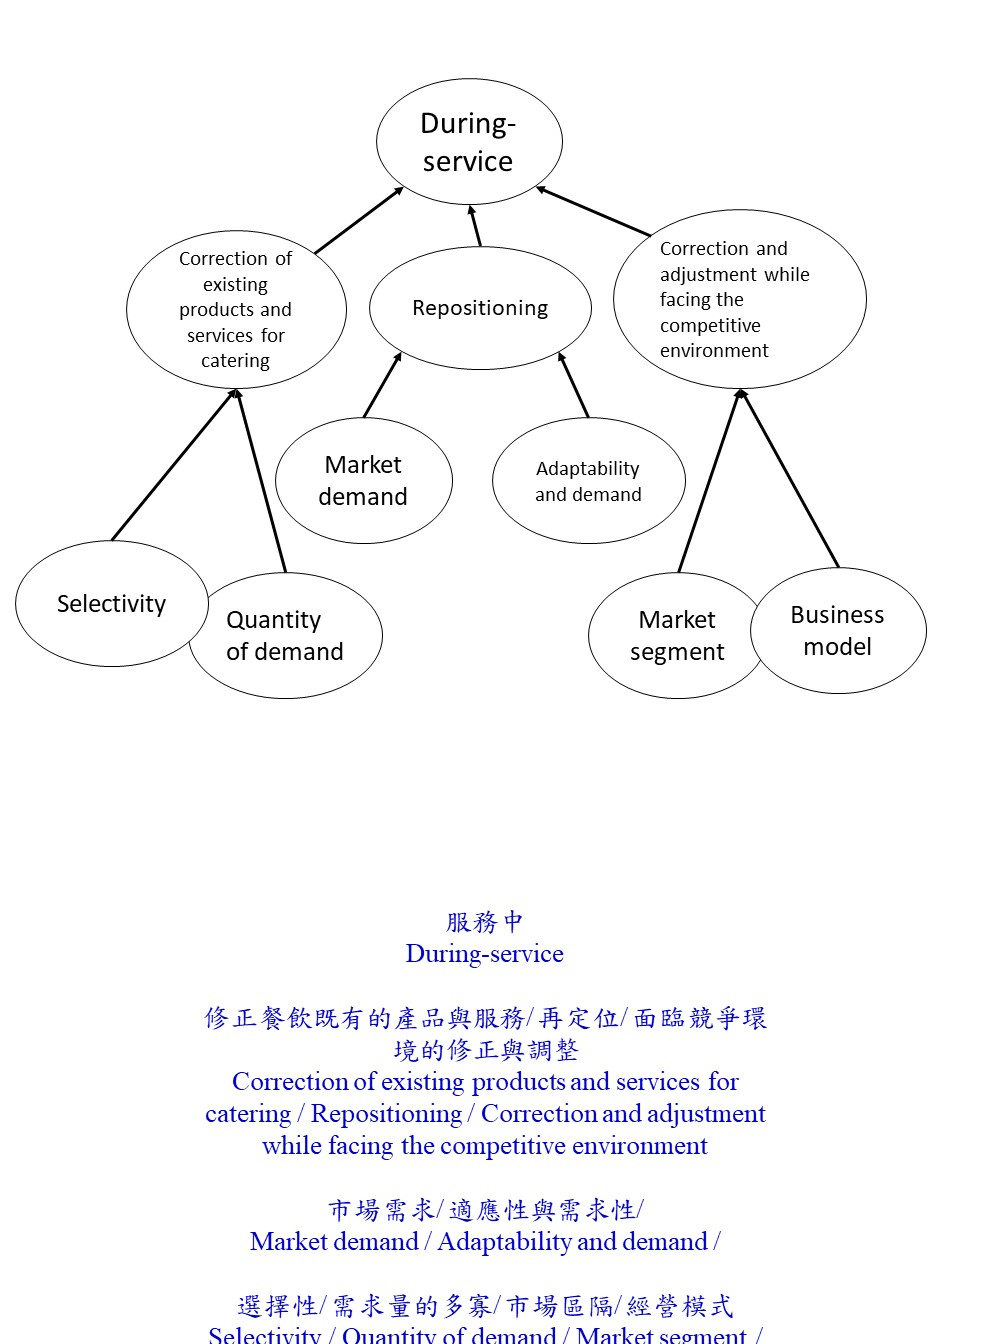 During-
service
Correction of
existing
products and
services for
catering
Repositioning
Correction and
adjustment while
facing the
competitive
environment
Market
demand
Adaptability
and demand
Selectivity
Quantity
of demand
Market
segment
Business
model
服務中
During-service
修正餐飲既有的產品與服務/再定位/面臨競爭環
境的修正與調整
Correction of existing products and services for
catering / Repositioning / Correction and adjustment
while facing the competitive environment
市場需求/適應性與需求性/
Market demand / Adaptability and demand /
選擇性/需求量的多寡/市場區隔/經營模式
Selectivity / Quantity of demand / Market segment /